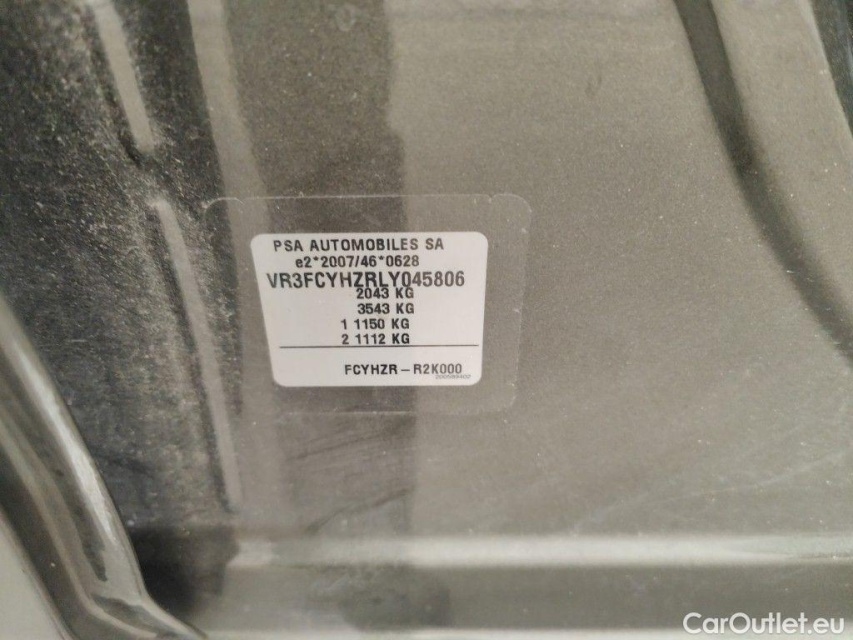 PSA AUTOMOBILES SA
e2*2007/46*0628
VR3FCYHZRLY045806
2043 KG
3543 KG
1 1150 KG
2 1112 KG
FCYHZR – R2K000
CarOutlet.eu